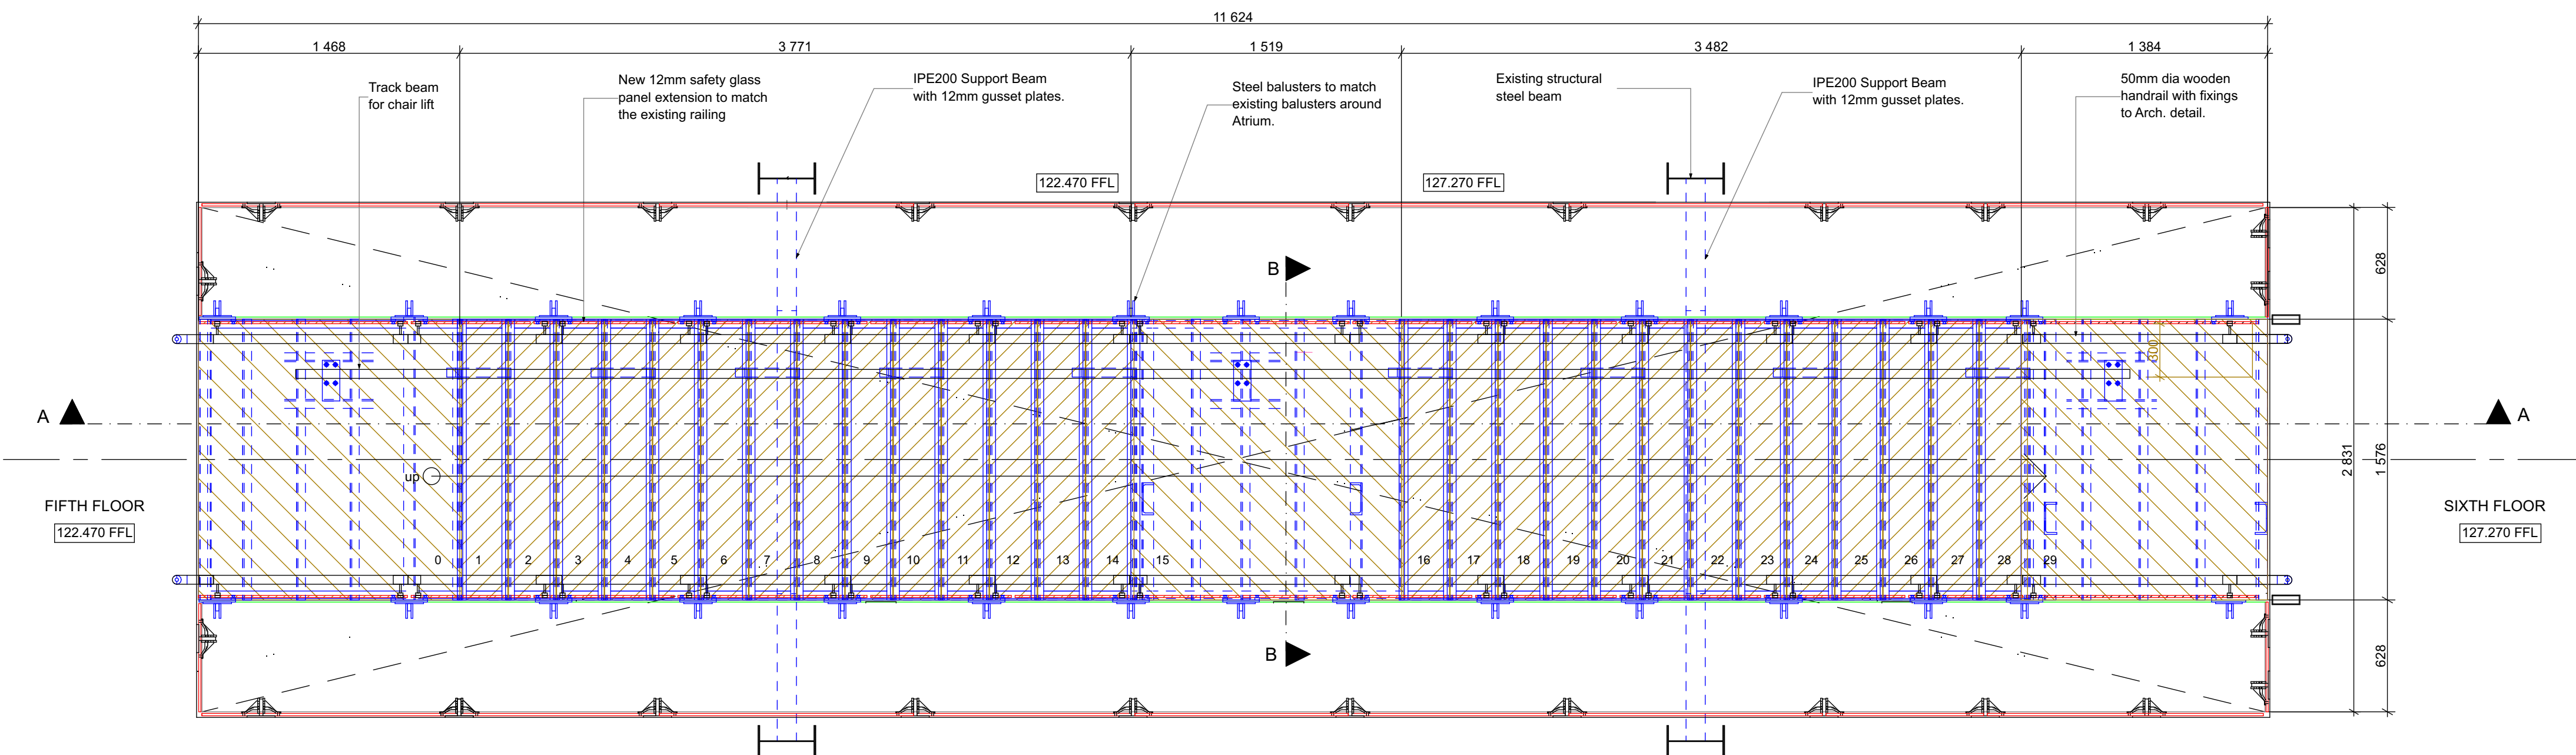 11 624
1 468
3 771
1 519
3 482
1 384
Track beam
for chair lift
New 12mm safety glass
panel extension to match
the existing railing
IPE200 Support Beam
with 12mm gusset plates.
Steel balusters to match
existing balusters around
Atrium.
Existing structural
steel beam
IPE200 Support Beam
with 12mm gusset plates.
50mm dia wooden
handrail with fixings
to Arch. detail.
122.470 FFL
127.270 FFL
B
628
300
A
A
up
2 831
1 576
FIFTH FLOOR
122.470 FFL
SIXTH FLOOR
127.270 FFL
0 1 2 3 4 5 6 7 8 9 10 11 12 13 14 15 16 17 18 19 20 21 22 23 24 25 26 27 28 29
B
628